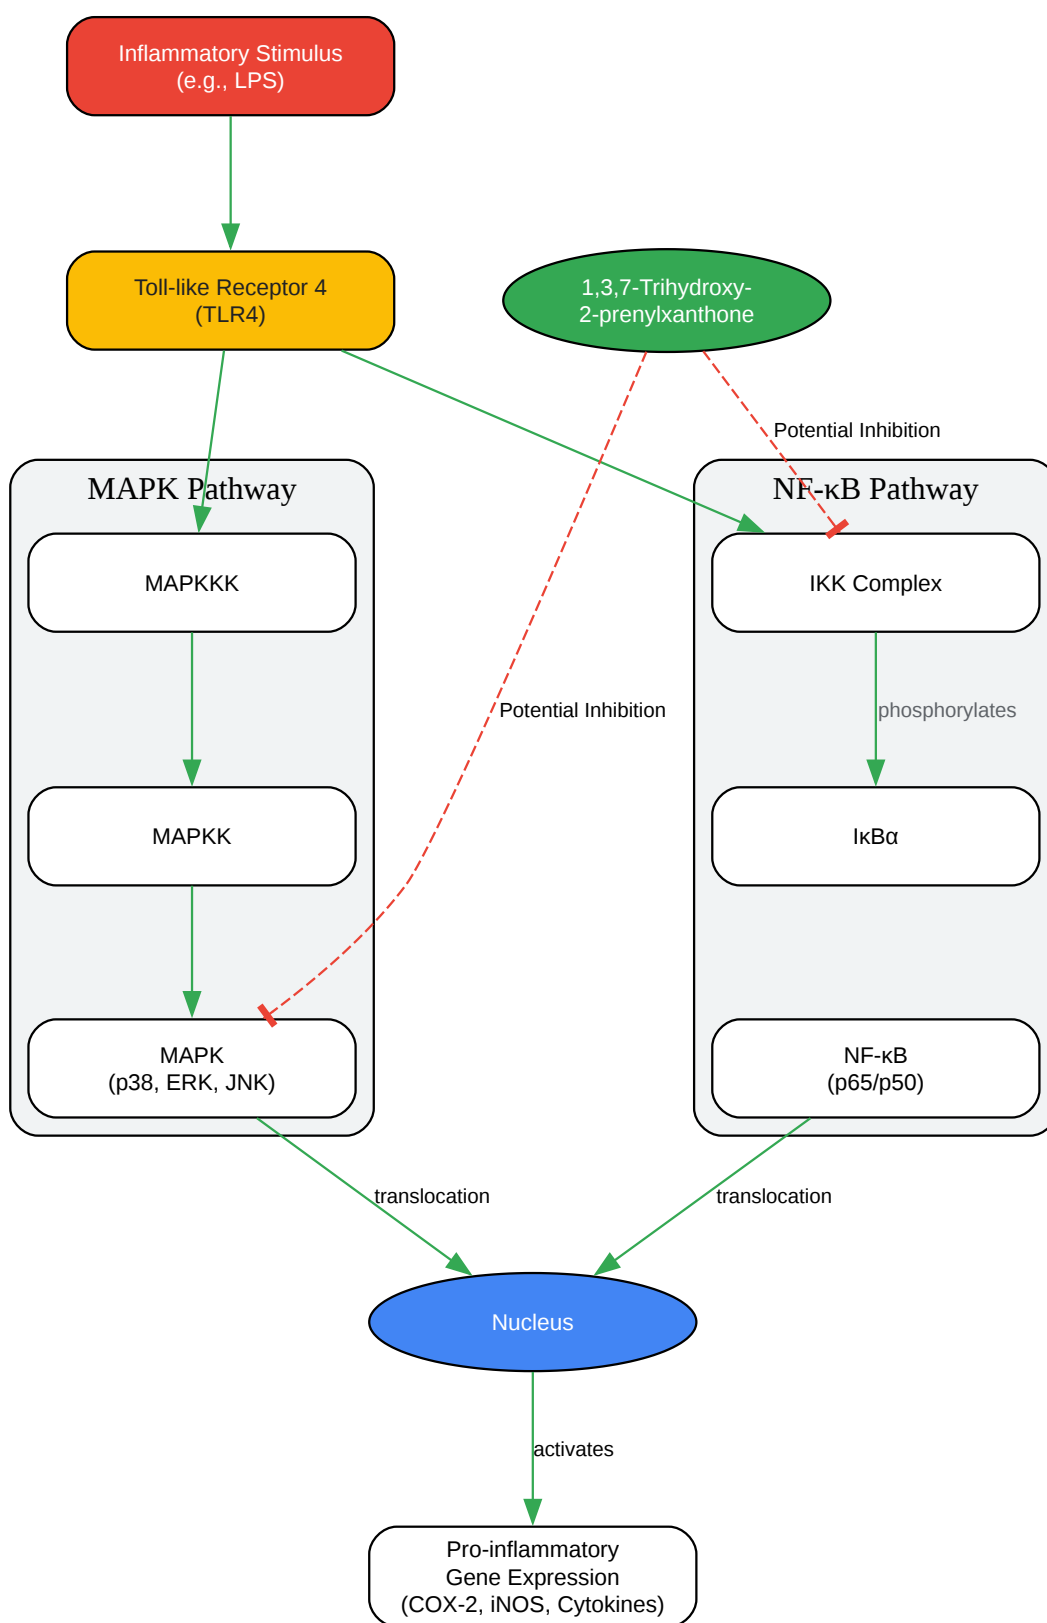 Inflammatory Stimulus
(e.g., LPS)
Toll-like Receptor 4
(TLR4)
1,3,7-Trihydroxy-
2-prenylxanthone
Potential Inhibition
MAPK Pathway
NF-κB Pathway
MAPKKK
IKK Complex
Potential Inhibition
phosphorylates
MAPKK
IκBα
MAPK
(p38, ERK, JNK)
NF-κB
(p65/p50)
translocation
translocation
Nucleus
activates
Pro-inflammatory
Gene Expression
(COX-2, iNOS, Cytokines)